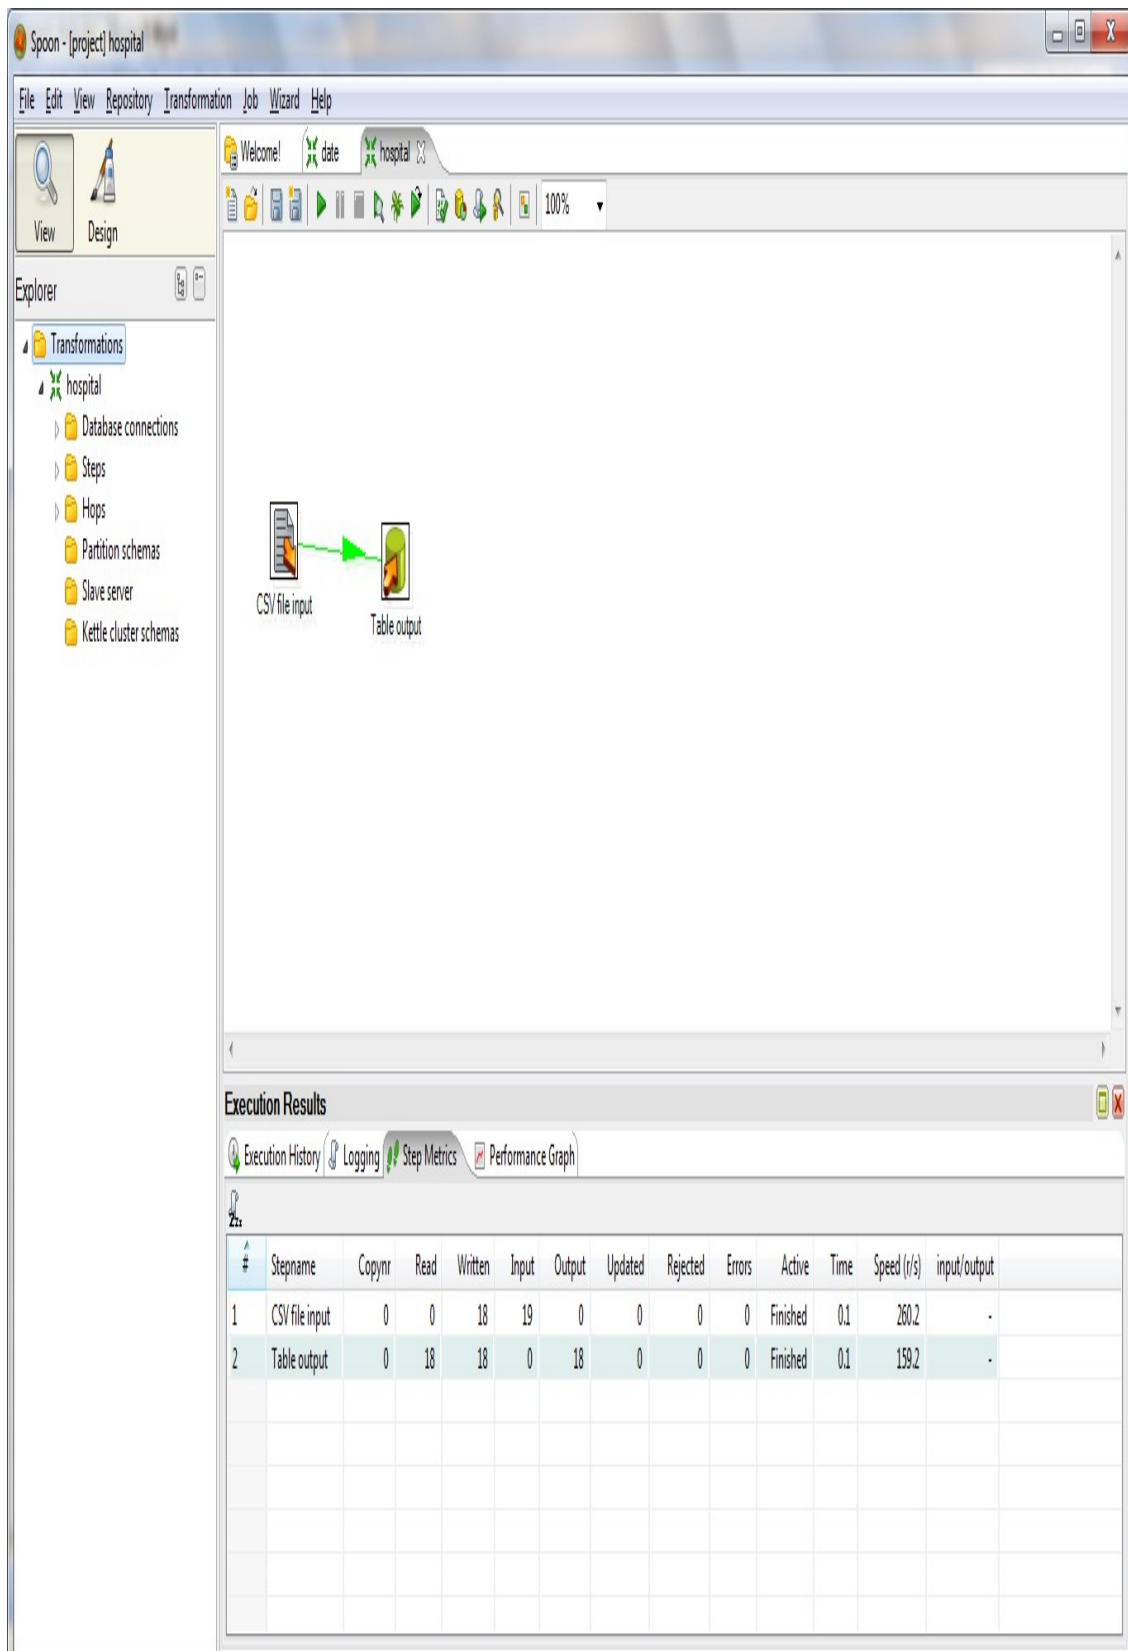 Spoon - [project] hospital
File Edit View Repository Transformation Job Wizard Help
View Design
Welcome! date hospital
100%
Explorer
Transformations
hospital
Database connections
Steps
Hops
Partition schemas
Slave server
Kettle cluster schemas
CSV file input
Table output
Execution Results
Execution History Logging Step Metrics Performance Graph
# Stepname Copynr Read Written Input Output Updated Rejected Errors Active Time Speed (r/s) input/output
1 CSV file input 0 0 18 19 0 0 0 0 Finished 0.1 260.2 -
2 Table output 0 18 18 0 18 0 0 0 Finished 0.1 159.2 -